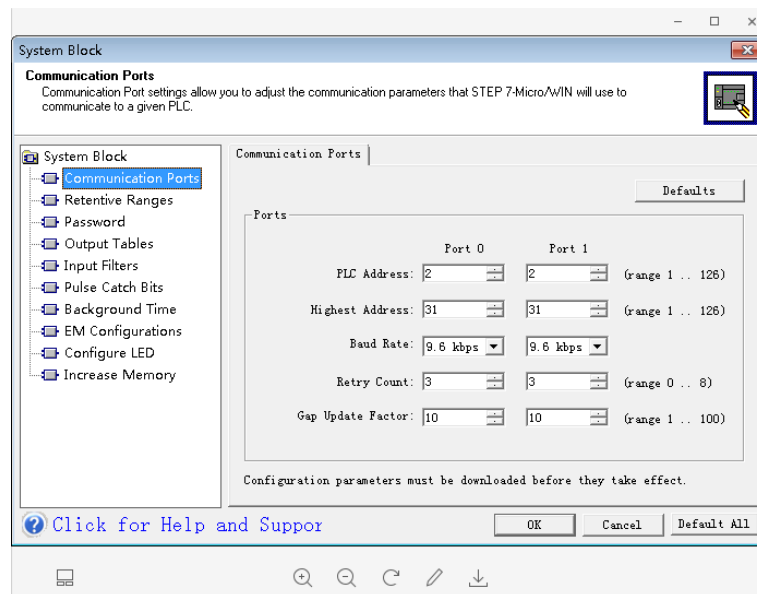 System Block
Communication Ports
Communication Port settings allow you to adjust the communication parameters that STEP 7-Micro/WIN will use to
communicate to a given PLC.
System Block
Communication Ports
Retentive Ranges
Password
Output Tables
Input Filters
Pulse Catch Bits
Background Time
EM Configurations
Configure LED
Increase Memory
Communication Ports
Defaults
Ports
Port 0 Port 1
PLC Address: 2 2 (range 1 .. 126)
Highest Address: 31 31 (range 1 .. 126)
Baud Rate: 9.6 kbps 9.6 kbps
Retry Count: 3 3 (range 0 .. 8)
Gap Update Factor: 10 10 (range 1 .. 100)
Configuration parameters must be downloaded before they take effect.
Click for Help and Suppor
OK Cancel Default All